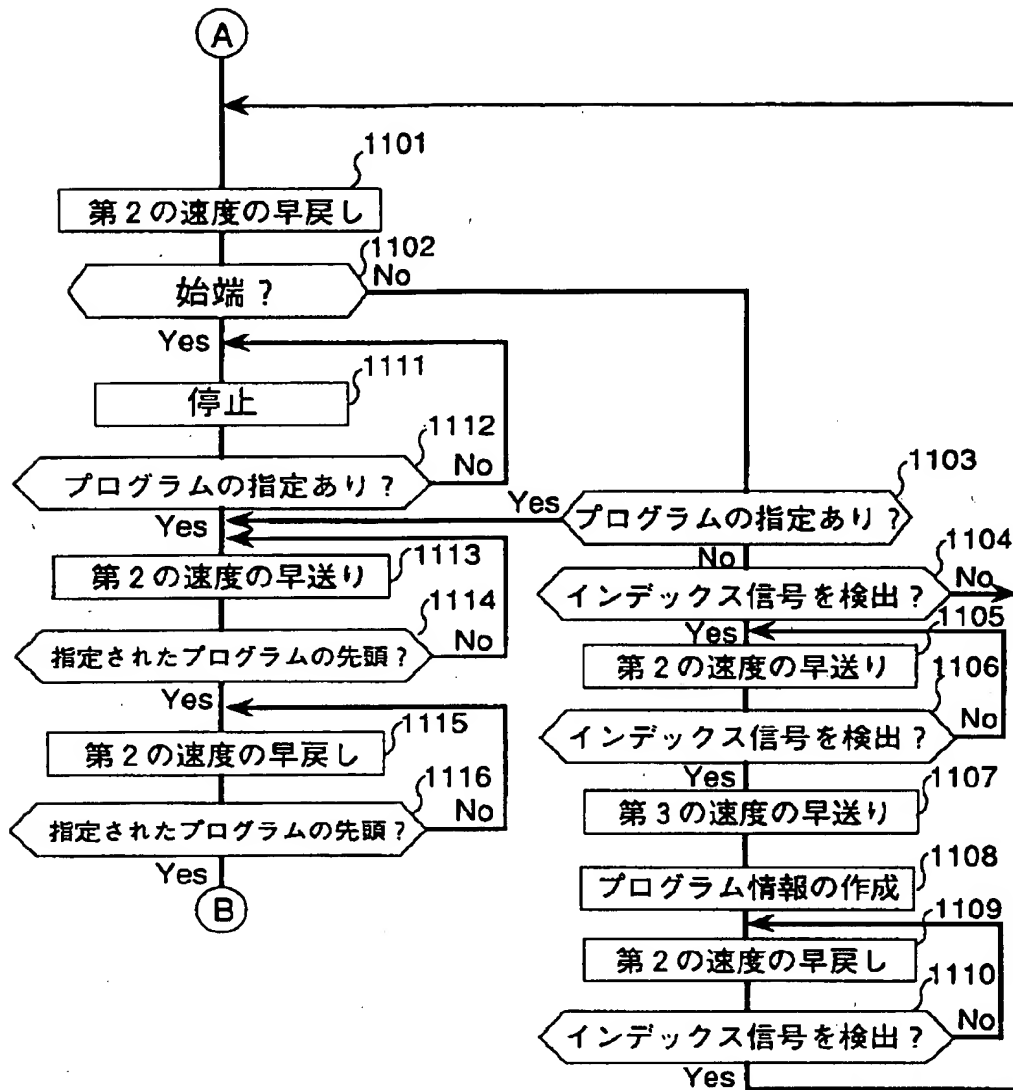 A
1101
第2の速度の早戻し
1102
始端?
No
Yes
1111
停止
1112
プログラムの指定あり?
No
Yes
1103
プログラムの指定あり?
Yes
No
1113
第2の速度の早送り
1104
インデックス信号を検出?
No
Yes
1114
指定されたプログラムの先頭?
No
Yes
1105
第2の速度の早送り
1106
インデックス信号を検出?
No
Yes
1115
第2の速度の早戻し
1116
指定されたプログラムの先頭?
No
Yes
B
1107
第3の速度の早送り
1108
プログラム情報の作成
1109
第2の速度の早戻し
1110
インデックス信号を検出?
No
Yes